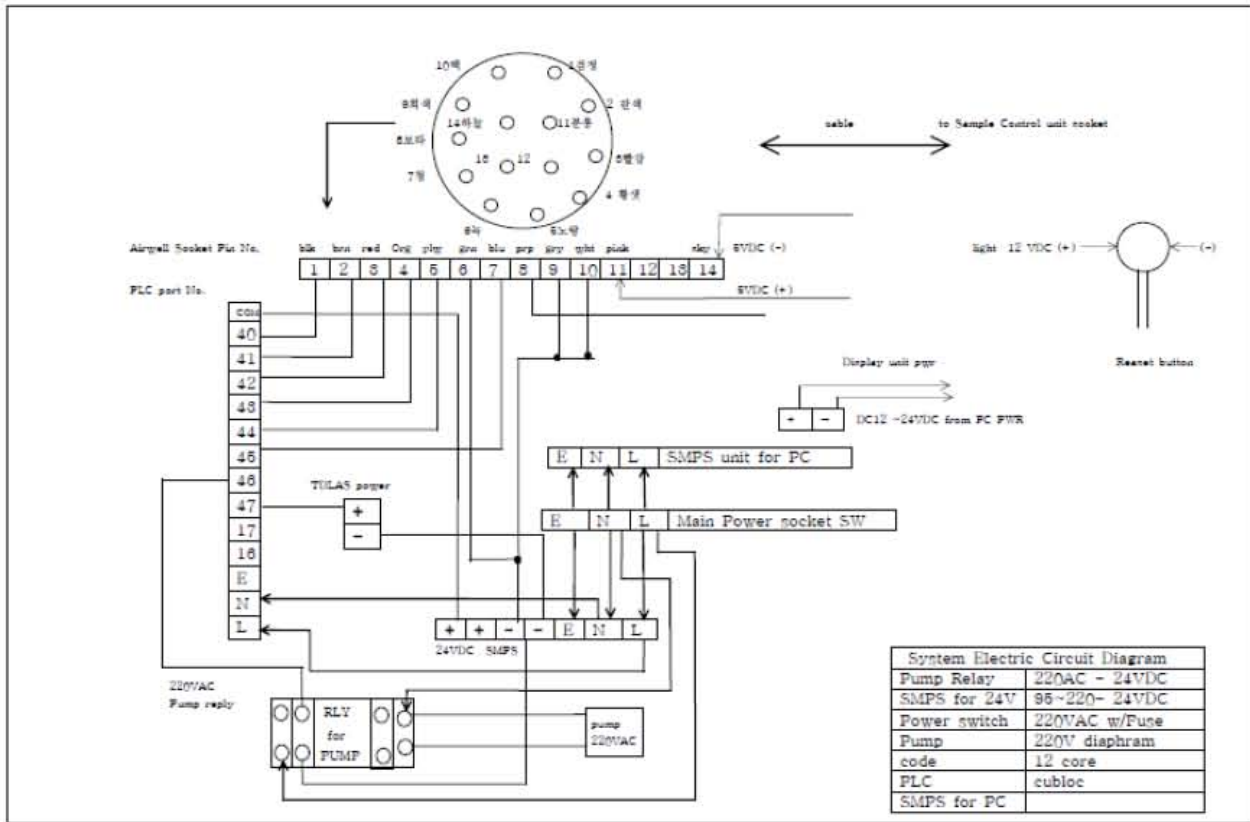 10백
1검정
9회색
2 갈색
14하늘
11분홍
8보라
13
12
3빨강
7청
4 주황
6녹
5노랑
cable
to Sample Control unit socket
Airwell Socket Pin No.
blk brn red Org ylw grn blu prp gry wht pink sky
5VDC (-)
1 2 3 4 5 6 7 8 9 10 11 12 13 14
5VDC (+)
light 12 VDC (+)
(-)
Reaset button
PLC part No.
COM
40
41
42
43
44
45
46
47
17
16
E
N
L
Display unit pwr
+ - DC12 ~24VDC from PC PWR
E N L SMPS unit for PC
E N L Main Power socket SW
TOLAS power
+
-
+ + - - E N L
24VDC SMPS
220VAC
Pump reply
RLY
for
PUMP
pump
220VAC
System Electric Circuit Diagram
Pump Relay 220AC - 24VDC
SMPS for 24V 95~220- 24VDC
Power switch 220VAC w/Fuse
Pump 220V diaphram
code 12 core
PLC cubloc
SMPS for PC